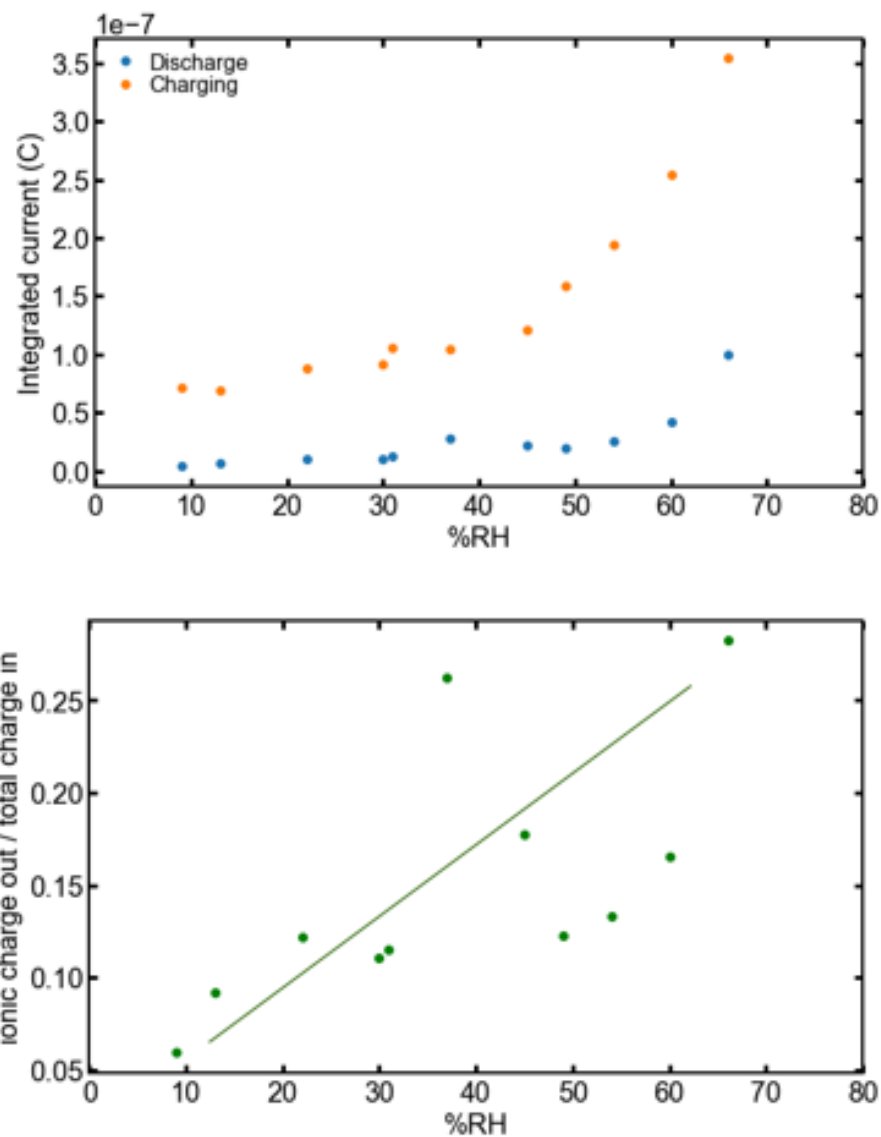 1e−7
Discharge
Charging
Integrated current (C)
3.5
3.0
2.5
2.0
1.5
1.0
0.5
0.0
0 10 20 30 40 50 60 70 80
%RH
ionic charge out / total charge in
0.25
0.20
0.15
0.10
0.05
0 10 20 30 40 50 60 70 80
%RH